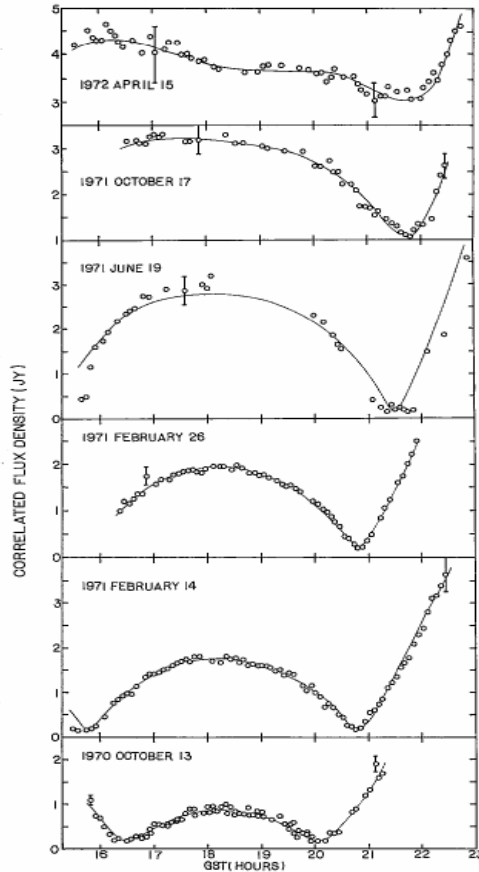 5
4
3
1972 APRIL 15
3
2
1971 OCTOBER 17
1
1971 JUNE 19
3
2
1
0
1971 FEBRUARY 26
2
1
0
1971 FEBRUARY 14
3
2
1
0
1970 OCTOBER 13
2
1
0
16 17 18 19 20 21 22 23
GST (HOURS)
CORRELATED FLUX DENSITY (JY)